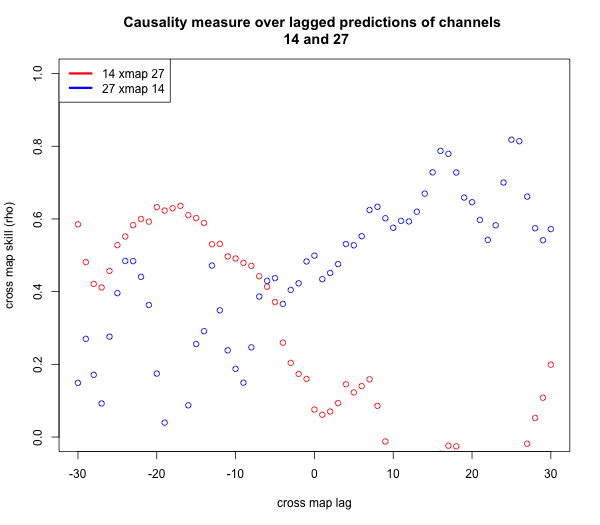 Causality measure over lagged predictions of channels
14 and 27
14 xmap 27
27 xmap 14
cross map skill (rho)
1.0
0.8
0.6
0.4
0.2
0.0
-30 -20 -10 0 10 20 30
cross map lag